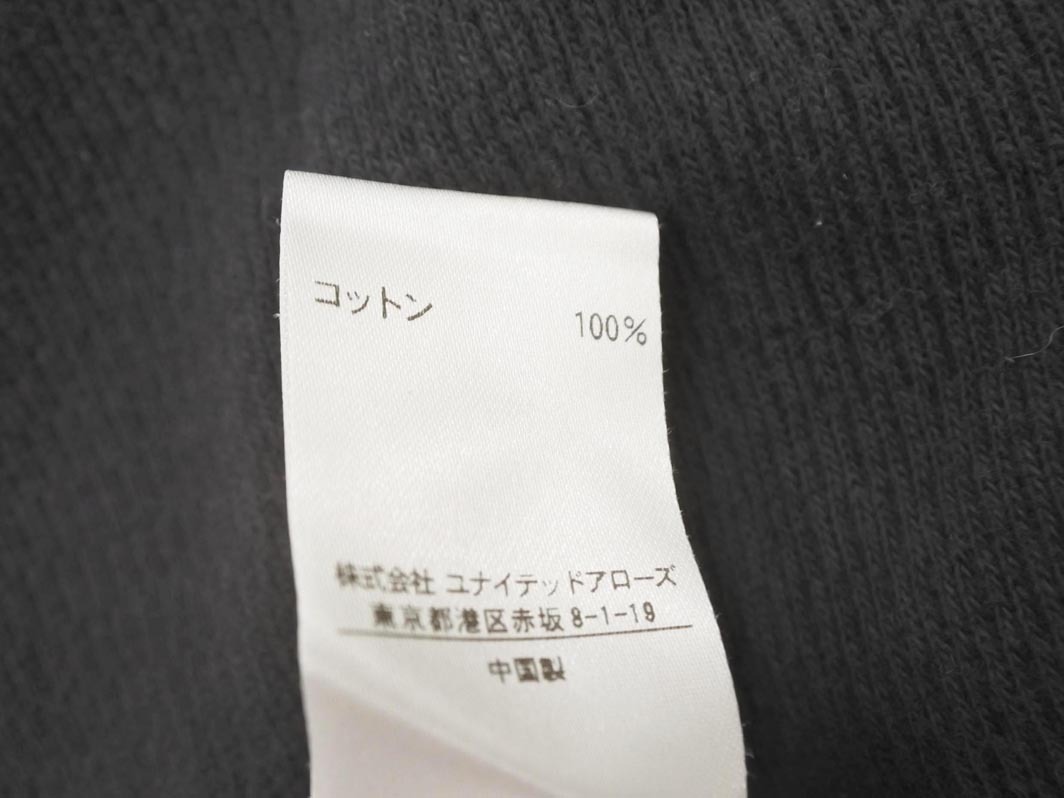 コットン 100%
株式会社 ユナイテッドアローズ
東京都港区赤坂 8-1-19
中国製